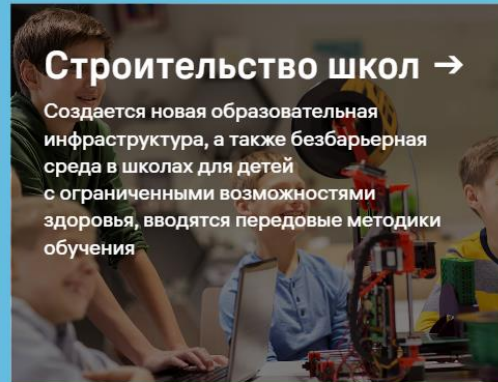 Строительство школ →
Создается новая образовательная
инфраструктура, а также безбарьерная
среда в школах для детей
с ограниченными возможностями
здоровья, вводятся передовые методики
обучения